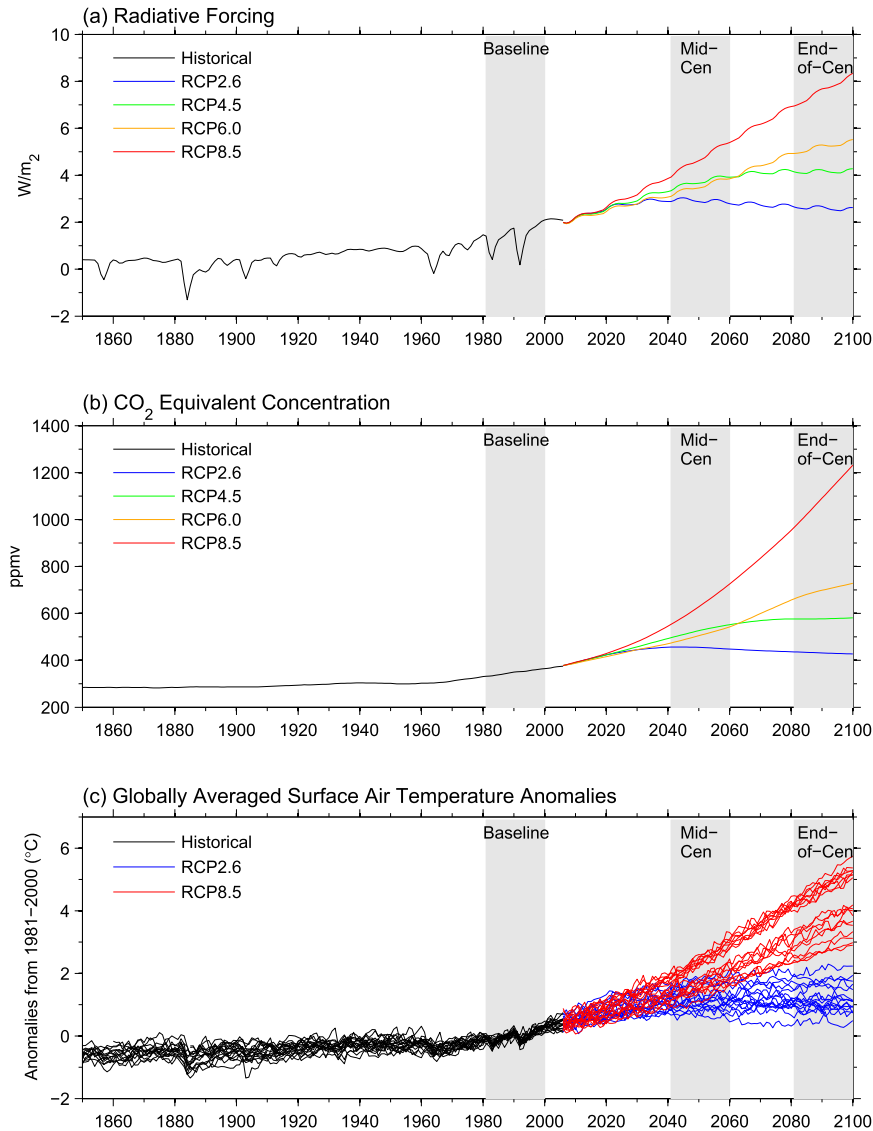 (a) Radiative Forcing
W/m2
10
8
6
4
2
0
−2
Historical
RCP2.6
RCP4.5
RCP6.0
RCP8.5
Baseline
Mid−
Cen
End−
of−Cen
1860 1880 1900 1920 1940 1960 1980 2000 2020 2040 2060 2080 2100
(b) CO2 Equivalent Concentration
ppmv
1400
1200
1000
800
600
400
200
Historical
RCP2.6
RCP4.5
RCP6.0
RCP8.5
Baseline
Mid−
Cen
End−
of−Cen
1860 1880 1900 1920 1940 1960 1980 2000 2020 2040 2060 2080 2100
(c) Globally Averaged Surface Air Temperature Anomalies
Anomalies from 1981−2000 (°C)
6
4
2
0
−2
Historical
RCP2.6
RCP8.5
Baseline
Mid−
Cen
End−
of−Cen
1860 1880 1900 1920 1940 1960 1980 2000 2020 2040 2060 2080 2100